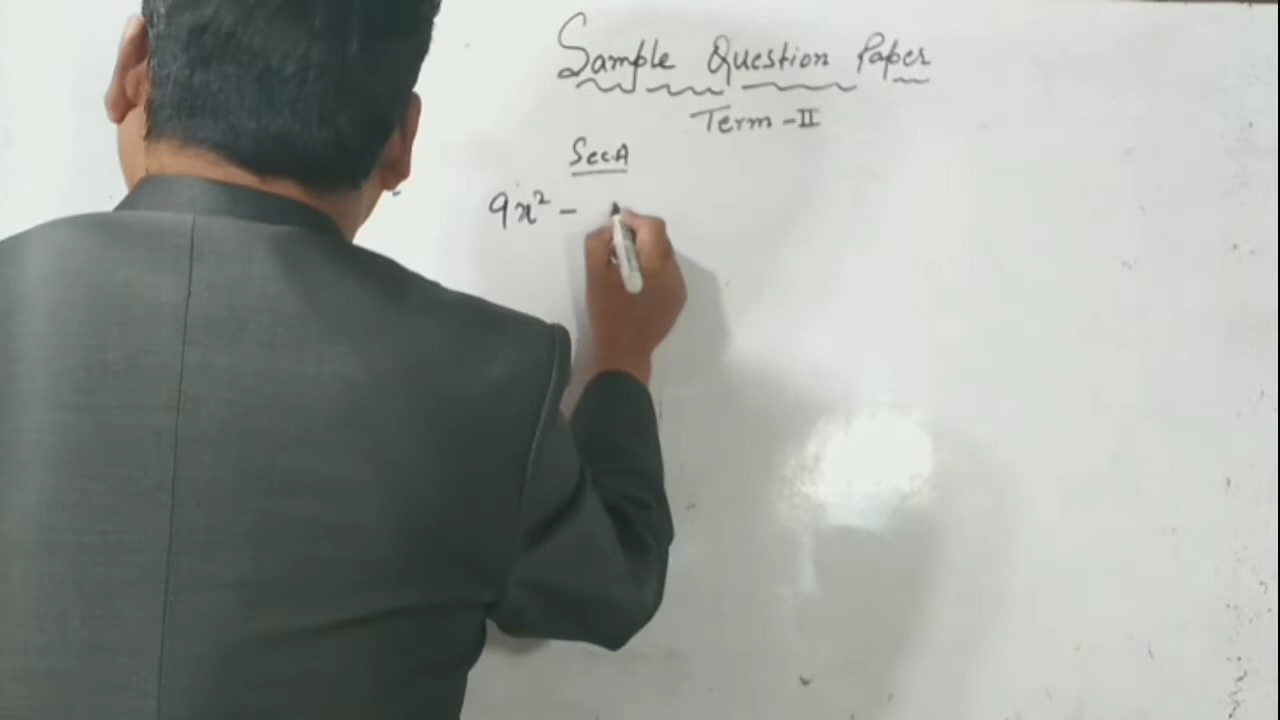 Sample Question Paper
Term - II
Sec.A
9x² -